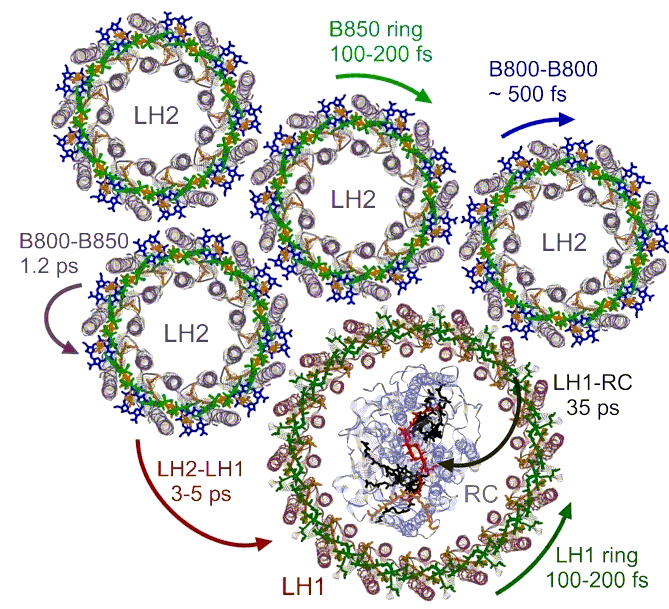 B850 ring
100-200 fs
B800-B800
~ 500 fs
LH2
LH2
LH2
B800-B850
1.2 ps
LH2
LH1-RC
35 ps
LH2-LH1
3-5 ps
RC
LH1 ring
100-200 fs
LH1